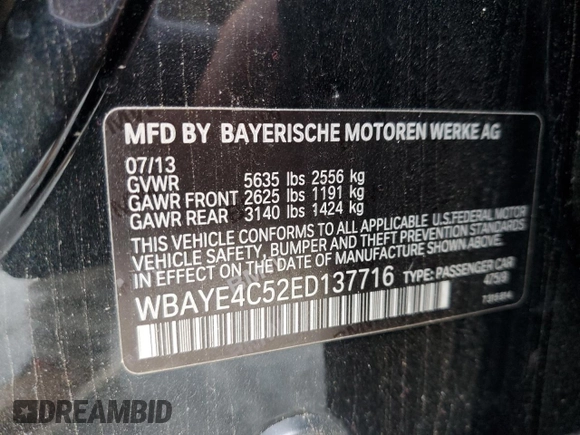 MFD BY BAYERISCHE MOTOREN WERKE AG
07/13
GVWR 5635 lbs 2556 kg
GAWR FRONT 2625 lbs 1191 kg
GAWR REAR 3140 lbs 1424 kg
THIS VEHICLE CONFORMS TO ALL APPLICABLE U.S.FEDERAL MOTOR
VEHICLE SAFETY, BUMPER AND THEFT PREVENTION STANDARDS
IN EFFECT ON THE DATE OF MANUFACTURE SHOWN ABOVE.
WBAYE4C52ED137716 TYPE: PASSENGER CAR
DREAMBID